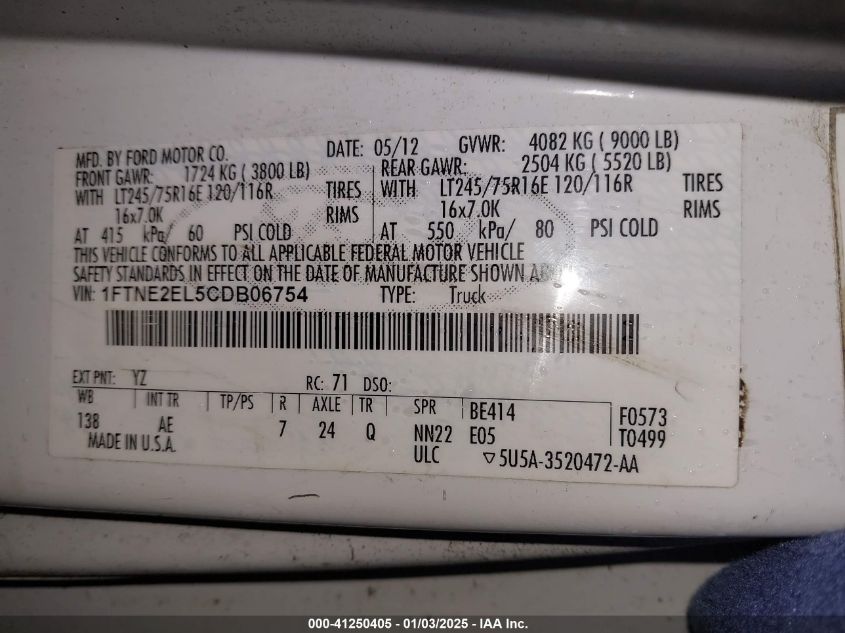 MFD. BY FORD MOTOR CO. DATE: 05/12 GVWR: 4082 KG ( 9000 LB)
FRONT GAWR: 1724 KG ( 3800 LB) REAR GAWR: 2504 KG ( 5520 LB)
WITH LT245/75R16E 120/116R TIRES WITH LT245/75R16E 120/116R TIRES
16x7.0K RIMS 16x7.0K RIMS
AT 415 kPa/ 60 PSI COLD AT 550 kPa/ 80 PSI COLD
THIS VEHICLE CONFORMS TO ALL APPLICABLE FEDERAL MOTOR VEHICLE
SAFETY STANDARDS IN EFFECT ON THE DATE OF MANUFACTURE SHOWN ABOVE
VIN: 1FTNE2EL5CDB06754 TYPE: Truck
EXT PNT: YZ RC: 71 DSO:
WB INT TR TP/PS R AXLE TR SPR BE414 F0573
138 AE 7 24 Q NN22 E05 T0499
MADE IN U.S.A. ULC ▽5U5A-3520472-AA
000-41250405 - 01/03/2025 - IAA Inc.